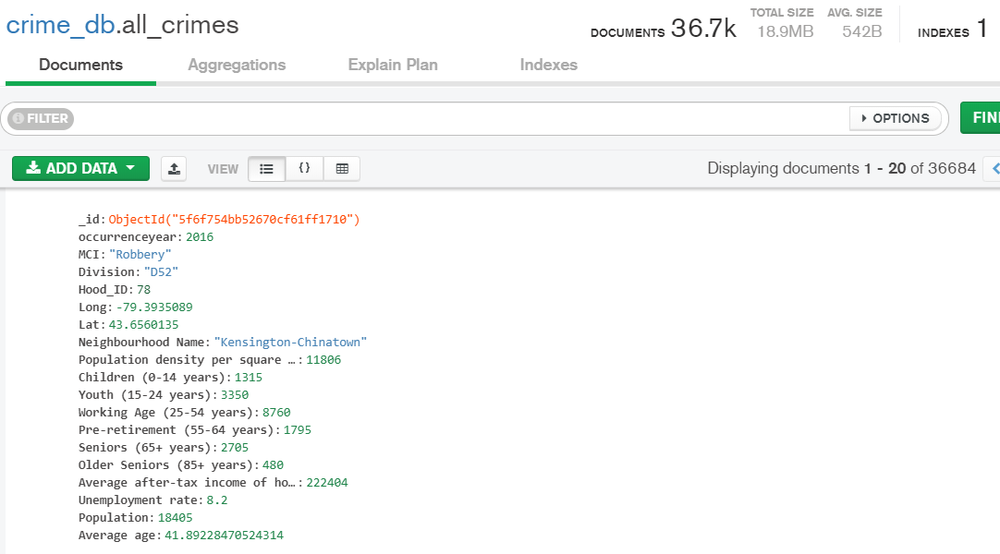 crime_db.all_crimes
DOCUMENTS 36.7k TOTAL SIZE 18.9MB AVG. SIZE 542B INDEXES 1
Documents Aggregations Explain Plan Indexes
FILTER OPTIONS FIN
ADD DATA VIEW {} Displaying documents 1 - 20 of 36684
_id: ObjectId("5f6f754bb52670cf61ff1710")
occurrenceyear: 2016
MCI: "Robbery"
Division: "D52"
Hood_ID: 78
Long: -79.3935089
Lat: 43.6560135
Neighbourhood Name: "Kensington-Chinatown"
Population density per square …: 11806
Children (0-14 years): 1315
Youth (15-24 years): 3350
Working Age (25-54 years): 8760
Pre-retirement (55-64 years): 1795
Seniors (65+ years): 2705
Older Seniors (85+ years): 480
Average after-tax income of ho…: 222404
Unemployment rate: 8.2
Population: 18405
Average age: 41.89228470524314